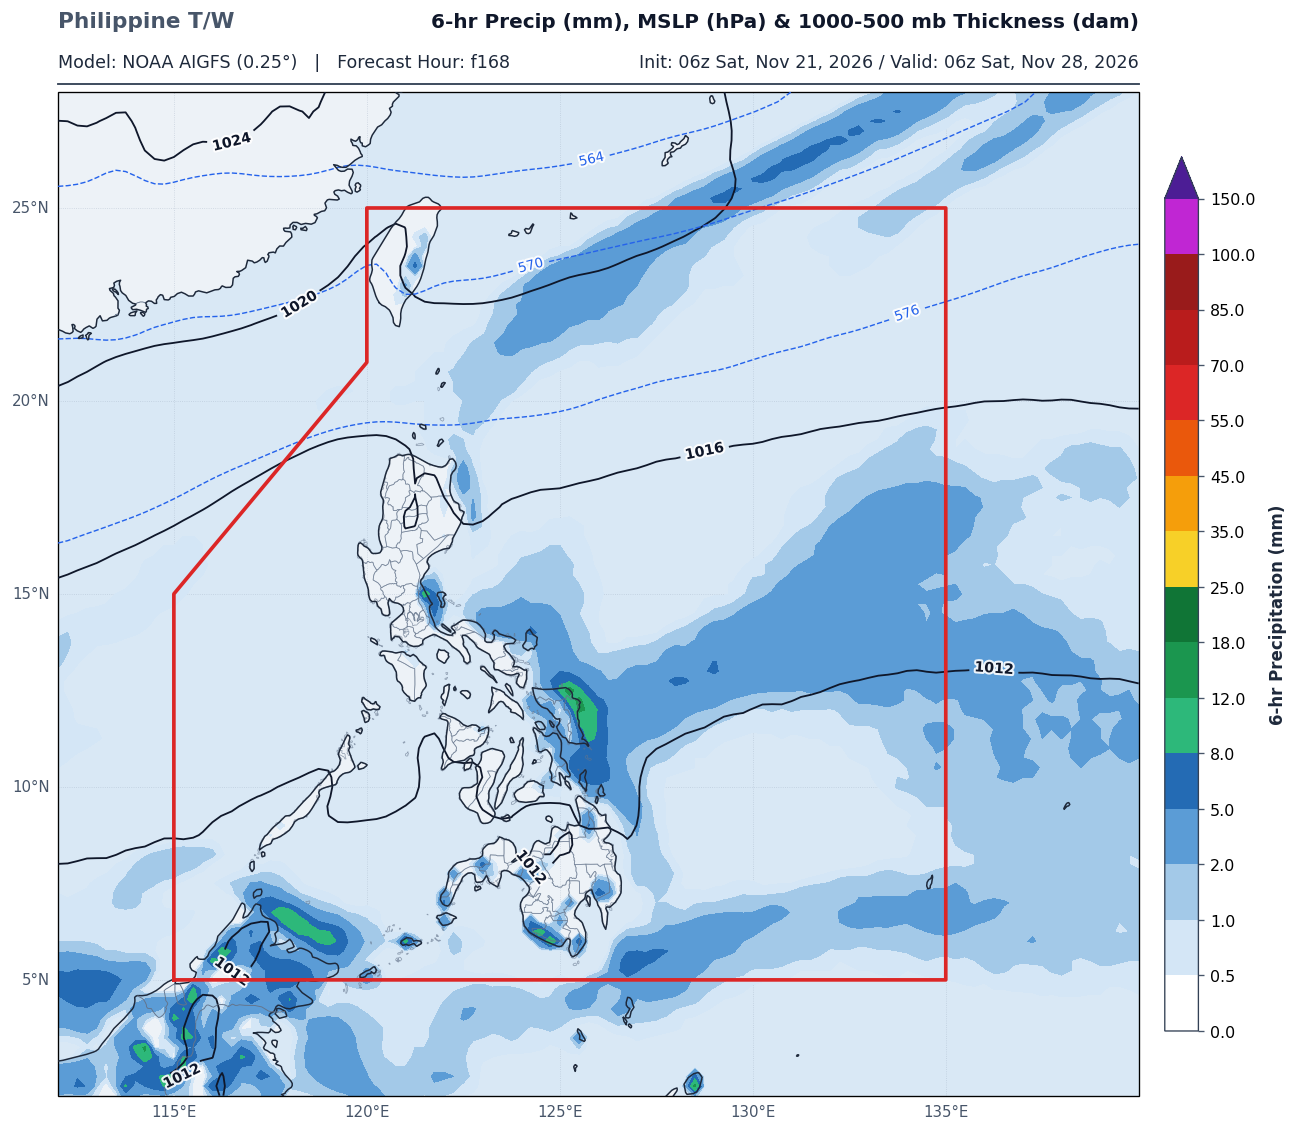 Philippine T/W
6-hr Precip (mm), MSLP (hPa) & 1000-500 mb Thickness (dam)
Model: NOAA AIGFS (0.25°) | Forecast Hour: f168
Init: 06z Sat, Nov 21, 2026 / Valid: 06z Sat, Nov 28, 2026
1024
564
570
1020
576
1016
1012
1012
1012
1012
25°N
20°N
15°N
10°N
5°N
115°E
120°E
125°E
130°E
135°E
150.0
100.0
85.0
70.0
55.0
45.0
35.0
25.0
18.0
12.0
8.0
5.0
2.0
1.0
0.5
0.0
6-hr Precipitation (mm)